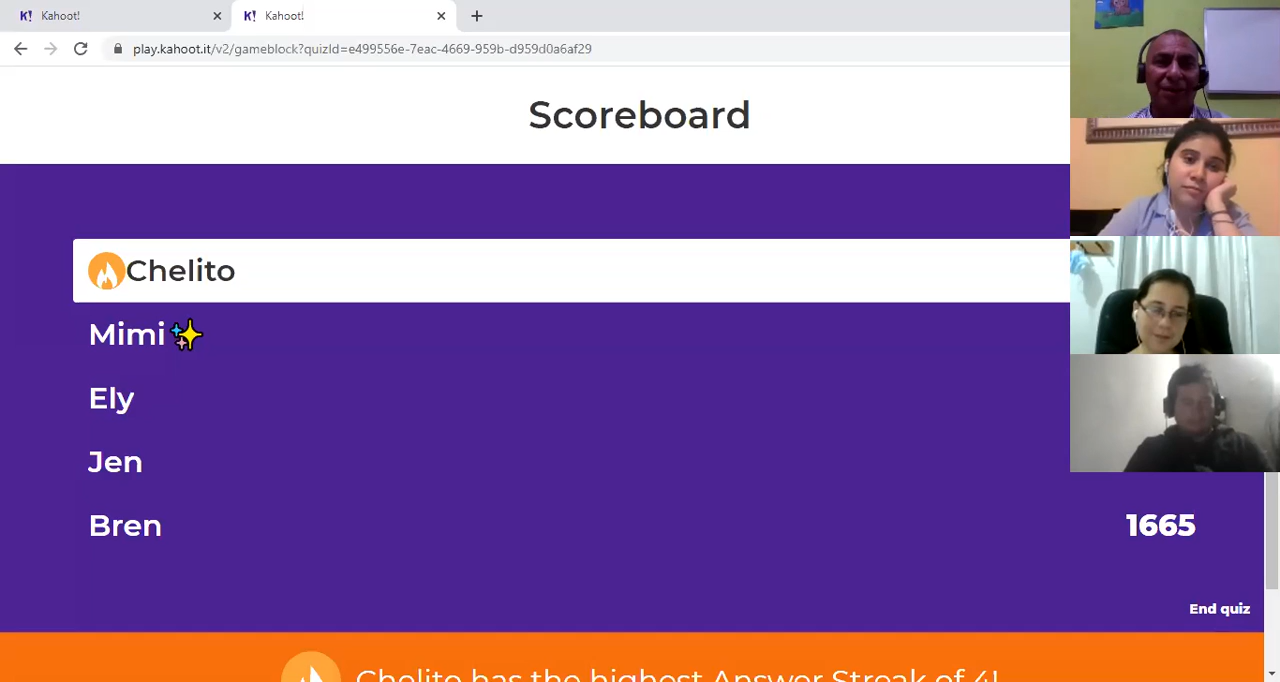 K! Kahoot!
K! Kahoot!
play.kahoot.it/v2/gameblock?quizId=e499556e-7eac-4669-959b-d959d0a6af29
Scoreboard
Chelito
Mimi
Ely
Jen
Bren 1665
End quiz
Chelito has the highest Answer Streak of 4!